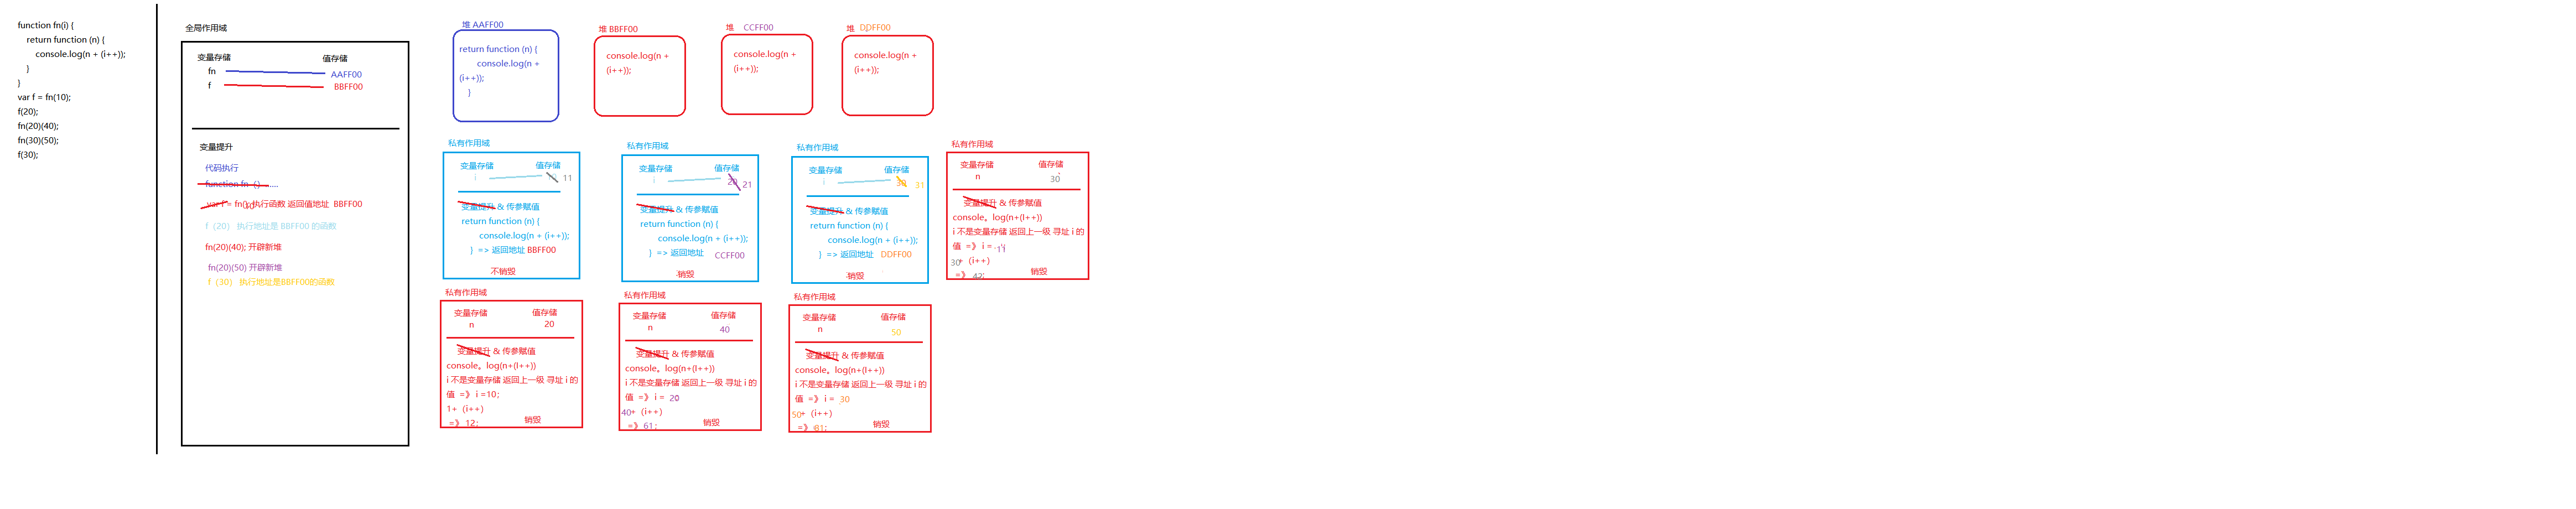 function fn(i) {
return function (n) {
console.log(n + (i++));
}
}
var f = fn(10);
f(20);
fn(20)(40);
fn(30)(50);
f(30);
全局作用域
变量存储 值存储
fn AAFF00
f BBFF00
变量提升
代码执行
function fn () ......
var f = fn() 执行函数 返回值地址 BBFF00
f（20） 执行地址是 BBFF00 的函数
fn(20)(40); 开辟新堆
fn(20)(50) 开辟新堆
f（30） 执行地址是BBFF00的函数
堆 AAFF00
return function (n) {
console.log(n +
(i++));
}
堆 BBFF00
console.log(n +
(i++));
堆 CCFF00
console.log(n +
(i++));
堆 DDFF00
console.log(n +
(i++));
私有作用域
变量存储 值存储
i 11
变量提升 & 传参赋值
return function (n) {
console.log(n + (i++));
} => 返回地址 BBFF00
不销毁
私有作用域
变量存储 值存储
i 20 21
变量提升 & 传参赋值
return function (n) {
console.log(n + (i++));
} => 返回地址 CCFF00
销毁
私有作用域
变量存储 值存储
i 30 31
变量提升 & 传参赋值
return function (n) {
console.log(n + (i++));
} => 返回地址 DDFF00
销毁
私有作用域
变量存储 值存储
n 30
变量提升 & 传参赋值
console。log(n+(I++))
i 不是变量存储 返回上一级 寻址 i 的
值 =》 i =
30+（i++）
=》 42;
销毁
私有作用域
变量存储 值存储
n 20
变量提升 & 传参赋值
console。log(n+(I++))
i 不是变量存储 返回上一级 寻址 i 的
值 =》 i =10;
1+（i++）
=》 12;
销毁
私有作用域
变量存储 值存储
n 40
变量提升 & 传参赋值
console。log(n+(I++))
i 不是变量存储 返回上一级 寻址 i 的
值 =》 i = 20
40+（i++）
=》 61;
销毁
私有作用域
变量存储 值存储
n 50
变量提升 & 传参赋值
console。log(n+(I++))
i 不是变量存储 返回上一级 寻址 i 的
值 =》 i = 30
50+（i++）
=》
销毁